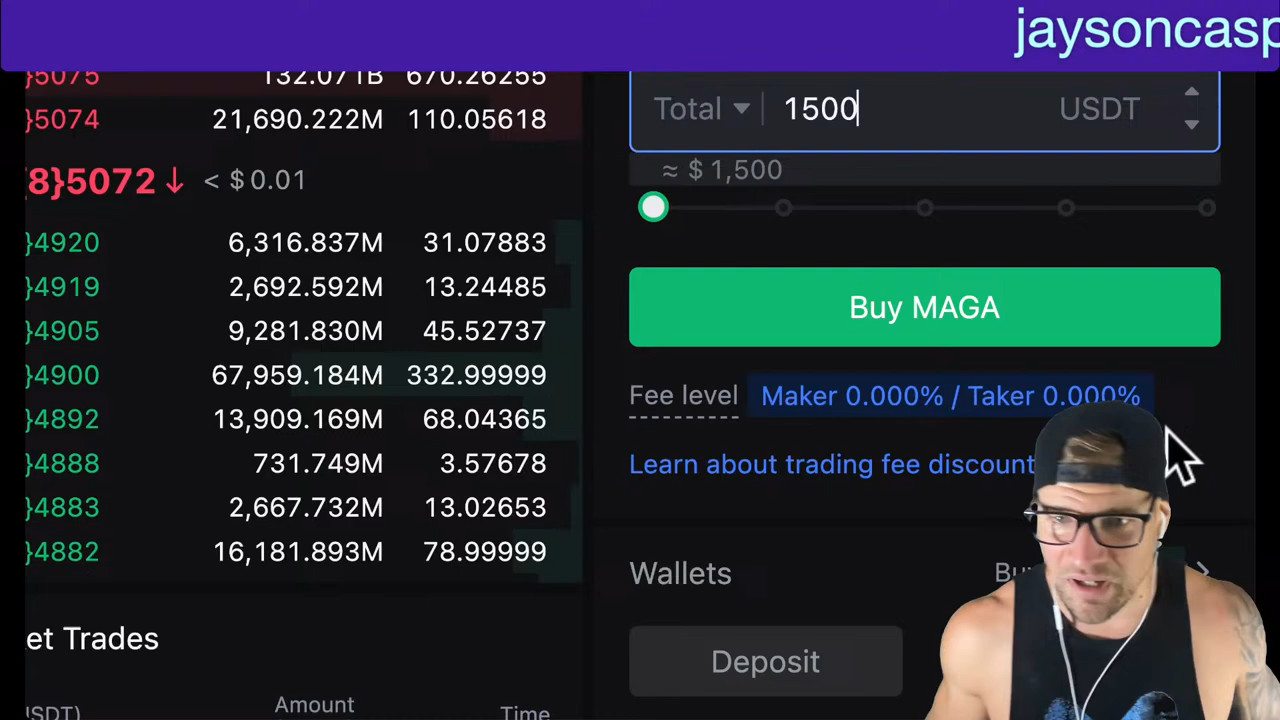 jaysoncasp
}5075 132.071B 670.26255
}5074 21,690.222M 110.05618
{8}5072 ↓ < $ 0.01
}4920 6,316.837M 31.07883
}4919 2,692.592M 13.24485
}4905 9,281.830M 45.52737
}4900 67,959.184M 332.99999
}4892 13,909.169M 68.04365
}4888 731.749M 3.57678
}4883 2,667.732M 13.02653
}4882 16,181.893M 78.99999
et Trades
Amount
SDT) Time
Total 1500 USDT
≈ $ 1,500
Buy MAGA
Fee level Maker 0.000% / Taker 0.000%
Learn about trading fee discount
Wallets Bu
Deposit